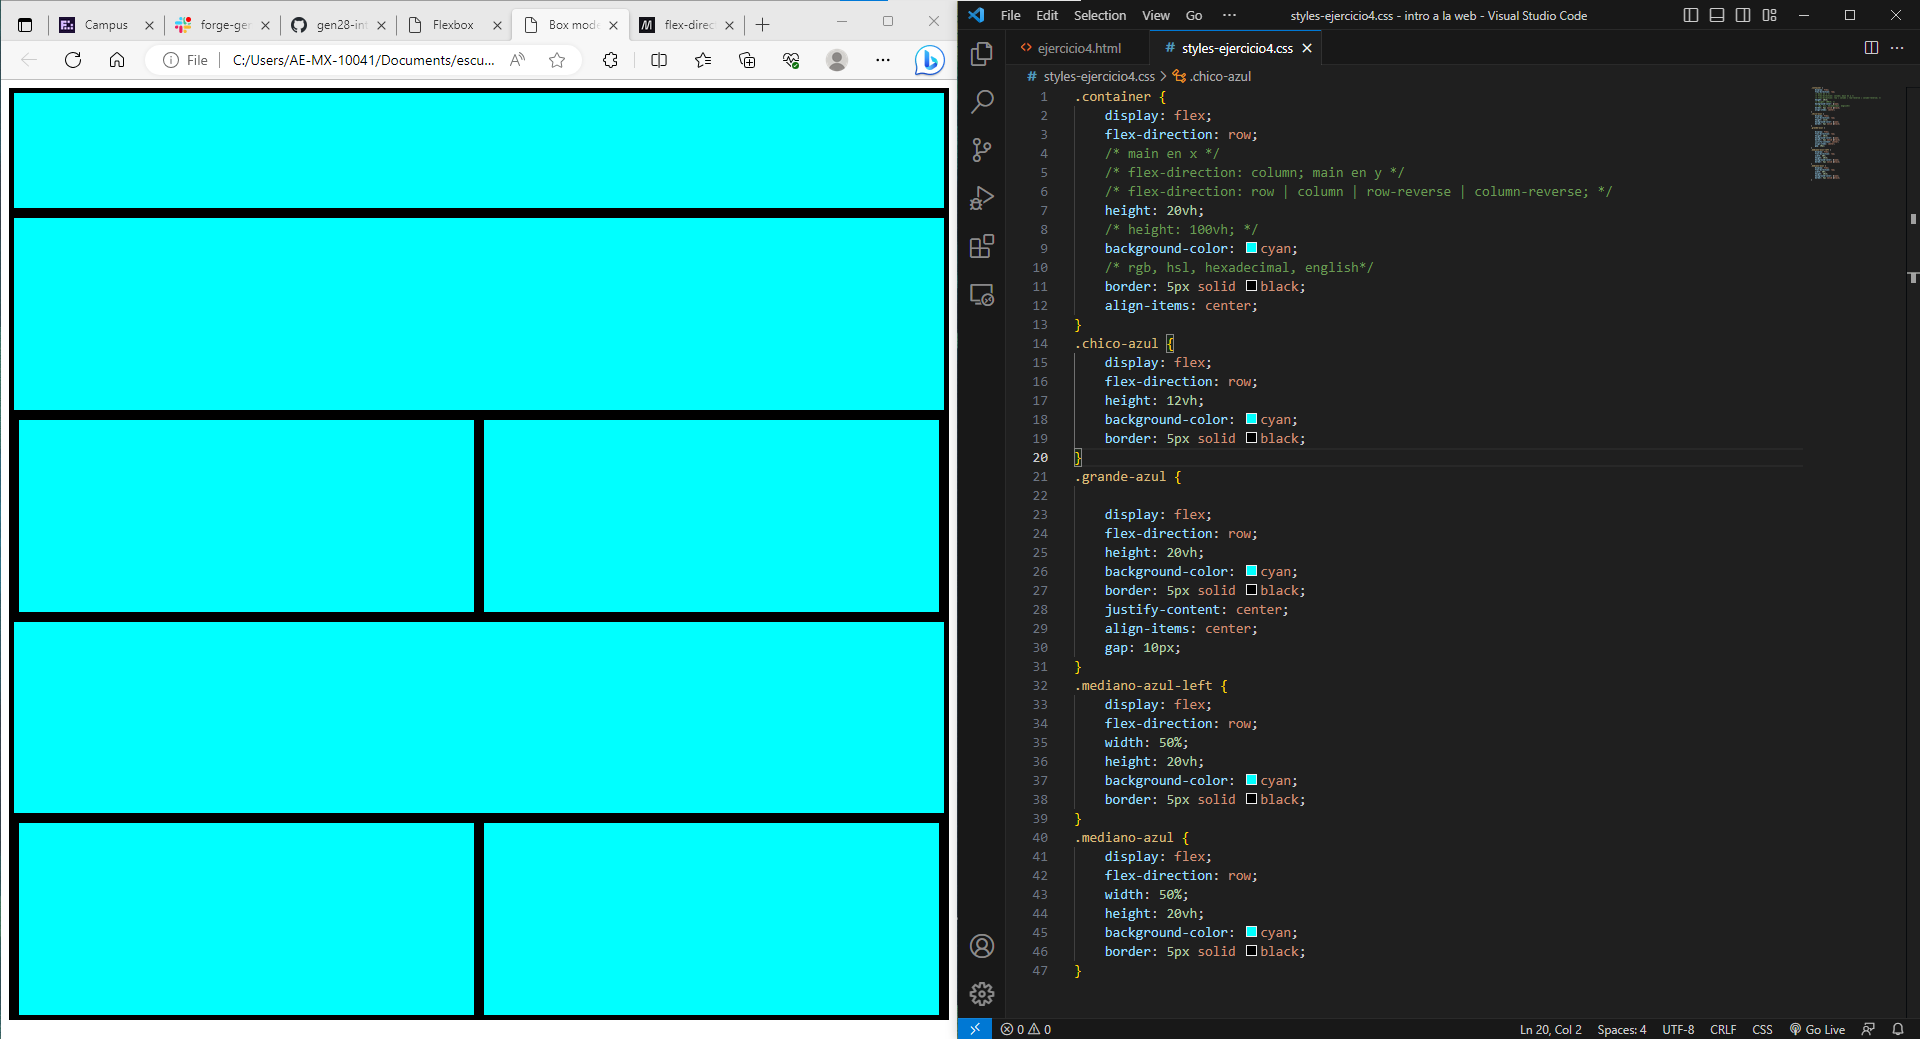 Campus
forge-ger
gen28-int
Flexbox
Box mode
flex-direc
File
C:/Users/AE-MX-10041/Documents/escu...
File Edit Selection View Go ···
styles-ejercicio4.css - intro a la web - Visual Studio Code
ejercicio4.html
# styles-ejercicio4.css
# styles-ejercicio4.css > .chico-azul
1 .container {
2 display: flex;
3 flex-direction: row;
4 /* main en x */
5 /* flex-direction: column; main en y */
6 /* flex-direction: row | column | row-reverse | column-reverse; */
7 height: 20vh;
8 /* height: 100vh; */
9 background-color: cyan;
10 /* rgb, hsl, hexadecimal, english*/
11 border: 5px solid black;
12 align-items: center;
13 }
14 .chico-azul {
15 display: flex;
16 flex-direction: row;
17 height: 12vh;
18 background-color: cyan;
19 border: 5px solid black;
20 }
21 .grande-azul {
22
23 display: flex;
24 flex-direction: row;
25 height: 20vh;
26 background-color: cyan;
27 border: 5px solid black;
28 justify-content: center;
29 align-items: center;
30 gap: 10px;
31 }
32 .mediano-azul-left {
33 display: flex;
34 flex-direction: row;
35 width: 50%;
36 height: 20vh;
37 background-color: cyan;
38 border: 5px solid black;
39 }
40 .mediano-azul {
41 display: flex;
42 flex-direction: row;
43 width: 50%;
44 height: 20vh;
45 background-color: cyan;
46 border: 5px solid black;
47 }
0 0
Ln 20, Col 2 Spaces: 4 UTF-8 CRLF CSS Go Live